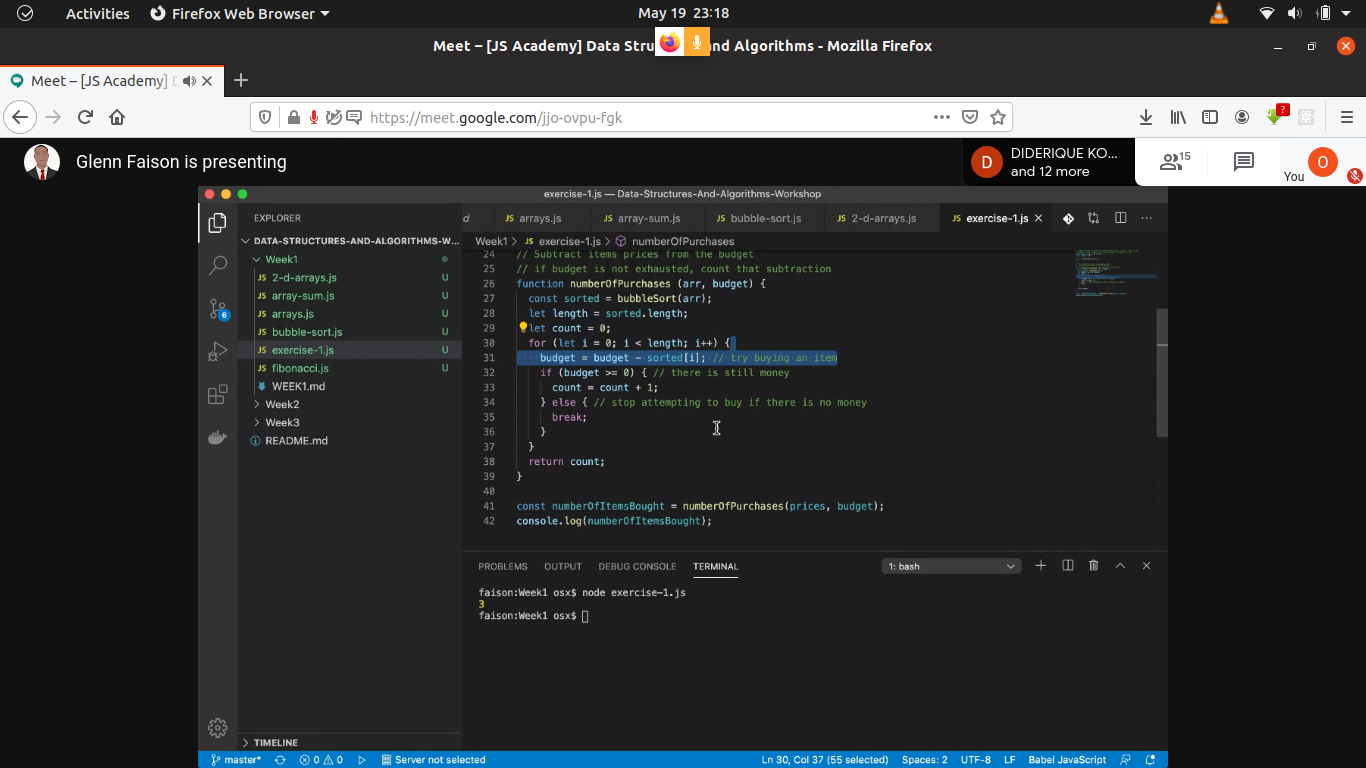 Activities Firefox Web Browser May 19 23:18
Meet – [JS Academy] Data Stru and Algorithms - Mozilla Firefox
Meet – [JS Academy]
https://meet.google.com/jjo-ovpu-fgk
?
Glenn Faison is presenting
D DIDERIQUE KO...
and 12 more
15
You O
exercise-1.js — Data-Structures-And-Algorithms-Workshop
EXPLORER
d JS arrays.js JS array-sum.js JS bubble-sort.js JS 2-d-arrays.js JS exercise-1.js
DATA-STRUCTURES-AND-ALGORITHMS-W...
Week1 > JS exercise-1.js > numberOfPurchases
Week1
JS 2-d-arrays.js U
JS array-sum.js U
JS arrays.js U
JS bubble-sort.js U
JS exercise-1.js U
JS fibonacci.js U
WEEK1.md U
Week2
Week3
README.md
6
24 // Subtract items prices from the budget
25 // if budget is not exhausted, count that subtraction
26 function numberOfPurchases (arr, budget) {
27 const sorted = bubbleSort(arr);
28 let length = sorted.length;
29 let count = 0;
30 for (let i = 0; i < length; i++) {
31 budget = budget - sorted[i]; // try buying an item
32 if (budget >= 0) { // there is still money
33 count = count + 1;
34 } else { // stop attempting to buy if there is no money
35 break;
36 }
37 }
38 return count;
39 }
40
41 const numberOfItemsBought = numberOfPurchases(prices, budget);
42 console.log(numberOfItemsBought);
PROBLEMS OUTPUT DEBUG CONSOLE TERMINAL 1: bash
faison:Week1 osx$ node exercise-1.js
3
faison:Week1 osx$
TIMELINE
master* 0 0 Server not selected Ln 30, Col 37 (55 selected) Spaces: 2 UTF-8 LF Babel JavaScript